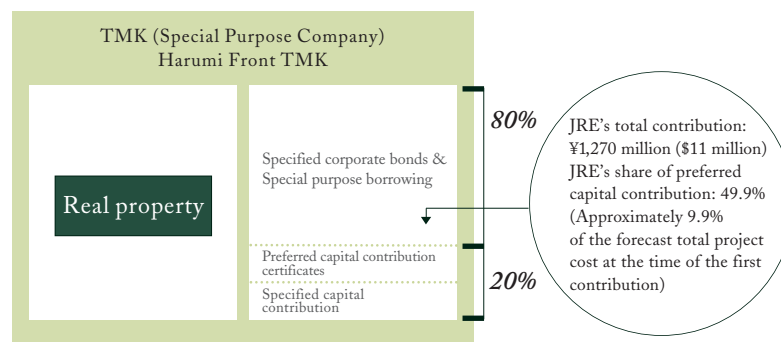 TMK (Special Purpose Company)
Harumi Front TMK
Real property
Specified corporate bonds &
Special purpose borrowing
Preferred capital contribution
certificates
Specified capital
contribution
80%
20%
JRE's total contribution:
¥1,270 million ($11 million)
JRE's share of preferred
capital contribution: 49.9%
(Approximately 9.9%
of the forecast total project
cost at the time of the first
contribution)